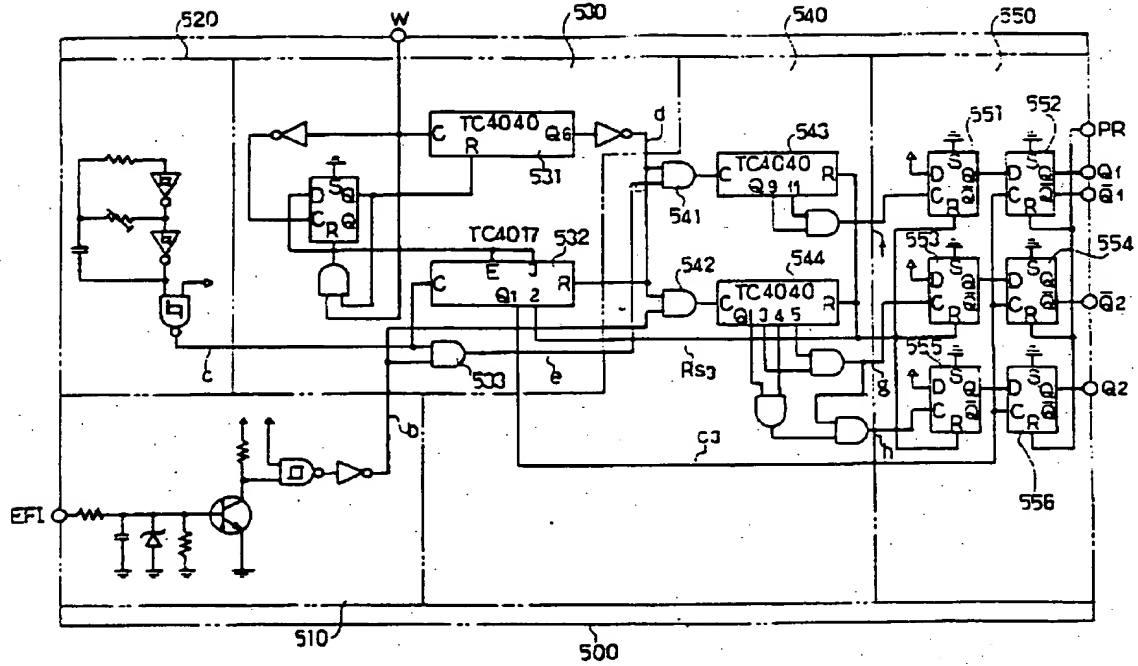 520
W
530
540
550
TC4040
C
Q6
R
531
d
541
543
TC4040
C
R
Q 9 11
551
552
PR
S
D Q
C Q̄
R
S
D Q
C Q̄
R
Q1
Q̄1
S
D Q
C Q
R
TC4017
532
C
E
R
Q1 2
542
544
TC4040
C
R
Q 3 4 5
f
553
554
S
D Q
C Q̄
R
S
D Q
C Q̄
R
Q̄2
c
533
e
Rs3
g
555
S
D Q
C Q̄
R
S
D Q
C Q̄
R
Q2
b
h
c3
556
EFI
510
500